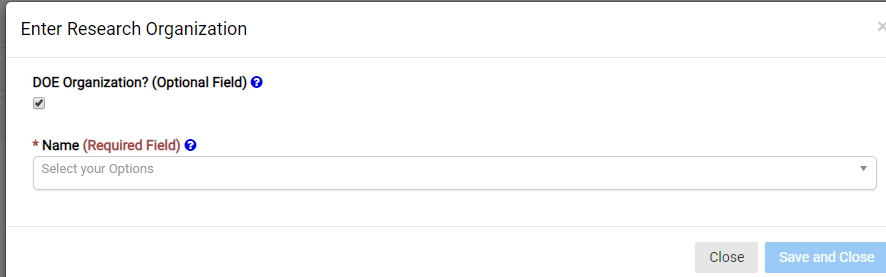 Enter Research Organization
×
DOE Organization? (Optional Field) ?
* Name (Required Field) ?
Select your Options
Close
Save and Close